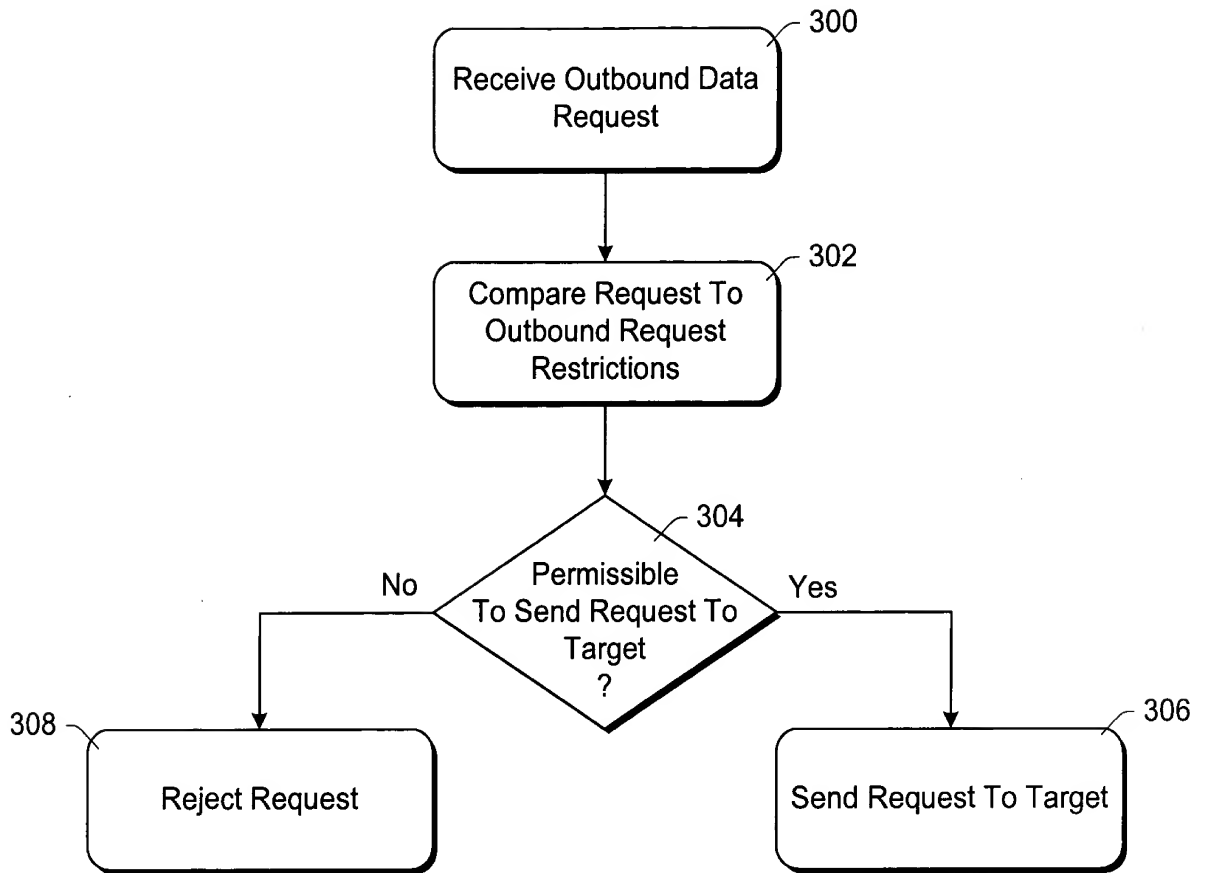 300
Receive Outbound Data
Request
302
Compare Request To
Outbound Request
Restrictions
304
Permissible
To Send Request To
Target
?
No
Yes
308
Reject Request
306
Send Request To Target